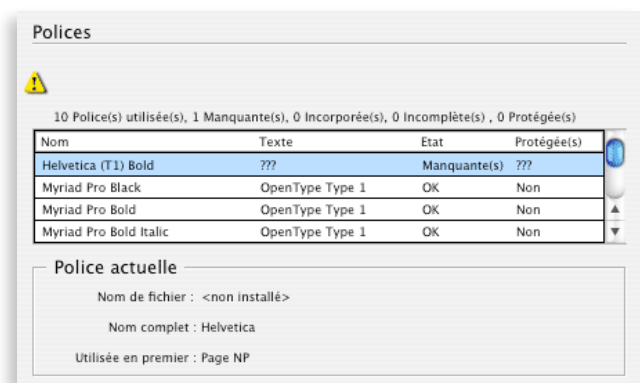 Polices
10 Police(s) utilisée(s), 1 Manquante(s), 0 Incorporée(s), 0 Incomplète(s) , 0 Protégée(s)
Nom Texte Etat Protégée(s)
Helvetica (T1) Bold ??? Manquante(s) ???
Myriad Pro Black OpenType Type 1 OK Non
Myriad Pro Bold OpenType Type 1 OK Non
Myriad Pro Bold Italic OpenType Type 1 OK Non
Police actuelle
Nom de fichier : <non installé>
Nom complet : Helvetica
Utilisée en premier : Page NP